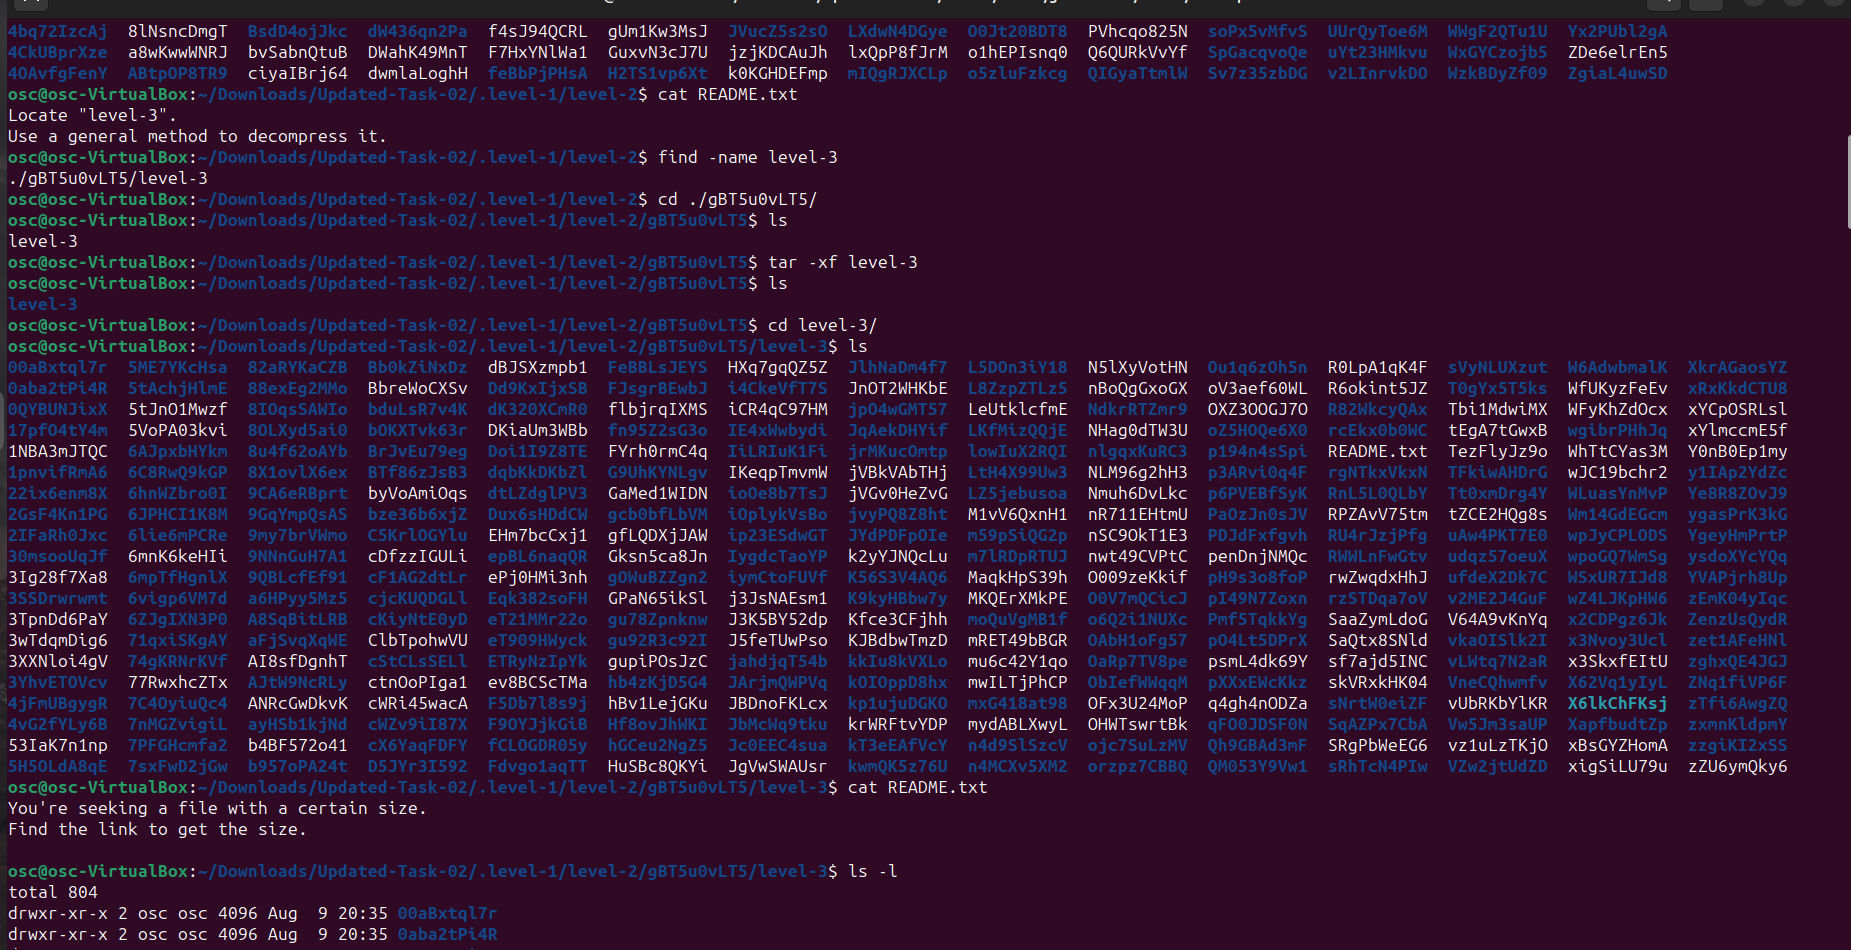 4bq72IzcAj 8lNsncDmgT BsdD4ojJkc dW436qn2Pa f4sJ94QCRL gUm1Kw3MsJ JVucZ5s2sO LXdwN4DGye O0Jt20BDT8 PVhcqo825N soPx5vMfvS UUrQyToe6M WWgF2QTu1U Yx2PUbl2gA
4CkUBprXze a8wKwwWNRJ bvSabnQtuB DWahK49MnT F7HxYNlWa1 GuxvN3cJ7U jzjKDCAuJh lxQpP8fJrM o1hEPIsnq0 Q6QURkVvYf SpGacqvoQe uYt23HMkvu WxGYCzojb5 ZDe6elrEn5
4OAvfgFenY ABtpOP8TR9 ciyaIBrj64 dwmlaLoghH feBbPjPHsA H2TS1vp6Xt k0KGHDEFmp mIQgRJXCLp o5zluFzkcg QIGyaTtmlW Sv7z35zbDG v2LInrvkDO WzkBDyZf09 ZgiaL4uwSD
osc@osc-VirtualBox:~/Downloads/Updated-Task-02/.level-1/level-2$ cat README.txt
Locate "level-3".
Use a general method to decompress it.
osc@osc-VirtualBox:~/Downloads/Updated-Task-02/.level-1/level-2$ find -name level-3
./gBT5u0vLT5/level-3
osc@osc-VirtualBox:~/Downloads/Updated-Task-02/.level-1/level-2$ cd ./gBT5u0vLT5/
osc@osc-VirtualBox:~/Downloads/Updated-Task-02/.level-1/level-2/gBT5u0vLT5$ ls
level-3
osc@osc-VirtualBox:~/Downloads/Updated-Task-02/.level-1/level-2/gBT5u0vLT5$ tar -xf level-3
osc@osc-VirtualBox:~/Downloads/Updated-Task-02/.level-1/level-2/gBT5u0vLT5$ ls
level-3
osc@osc-VirtualBox:~/Downloads/Updated-Task-02/.level-1/level-2/gBT5u0vLT5$ cd level-3/
osc@osc-VirtualBox:~/Downloads/Updated-Task-02/.level-1/level-2/gBT5u0vLT5/level-3$ ls
00aBxtql7r 5ME7YKcHsa 82aRYKaCZB Bb0kZiNxDz dBJSXzmpb1 FeBBLsJEYS HXq7gqQZ5Z JlhNaDm4f7 L5DOn3iY18 N5lXyVotHN Ou1q6zOh5n R0LpA1qK4F sVyNLUXzut W6AdwbmalK XkrAGaosYZ
0aba2tPi4R 5tAchjHlmE 88exEg2MMo BbreWoCXSv Dd9KxIjxSB FJsgrBEwbJ i4CkeVfT7S JnOT2WHKbE L8ZzpZTLz5 nBoQgGxoGX oV3aef60WL R6okint5JZ T0gYx5T5ks WfUKyzFeEv xRxKkdCTU8
0QYBUNJixX 5tJnO1Mwzf 8IOqsSAWIo bduLsR7v4K dK320XCmR0 flbjrqIXMS iCR4qC97HM jpO4wGMT57 LeUtklcfmE NdkrRTZmr9 OXZ3OOGJ7O R82WkcyQAx Tbi1MdwiMX WFyKhZdOcx xYCpOSRLsl
17pfO4tY4m 5VoPA03kvi 8OLXyd5ai0 bOKXTvk63r DKiaUm3WBb fn95Z2sG3o IE4xWwbydi JqAekDHYif LKfMizQQjE NHag0dTW3U oZ5HOQe6X0 rcEkx0b0WC tEgA7tGwxB wgibrPHhJq xYlmccmE5f
1NBA3mJTQC 6AJpxbHYkm 8u4f62oAYb BrJvEu79eg Doi1I9Z8TE FYrh0rmC4q IiLRIuK1Fi jrMKucOmtp lowIuX2RQI nlgqxKuRC3 p194n4sSpi README.txt TezFlyJz9o WhTtCYas3M Y0nB0Ep1my
1pnvifRmA6 6C8RwQ9kGP 8X1ovlX6ex BTf86zJsB3 dqbKkDKbZl G9UhKYNLgv IKeqpTmvmW jVBkVAbTHj LtH4X99Uw3 NLM96g2hH3 p3ARvi0q4F rgNTkxVkxN TFkiwAHDrG wJC19bchr2 y1IAp2YdZc
22ix6enm8X 6hnWZbro0I 9CA6eRBprt byVoAmiOqs dtLZdglPV3 GaMed1WIDN ioOe8b7TsJ jVGv0HeZvG LZ5jebusoa Nmuh6DvLkc p6PVEBfSyK RnL5L0QLbY Tt0xmDrg4Y WLuasYnMvP Ye8R8ZOvJ9
2GsF4Kn1PG 6JPHCI1K8M 9GqYmpQsAS bze36b6xjZ Dux6sHDdCW gcb0bfLbVM iOplykVsBo jvyPQ8Z8ht M1vV6QxnH1 nR711EHtmU PaOzJn0sJV RPZAvV75tm tZCE2HQg8s Wm14GdEGcm ygasPrK3kG
2IFaRh0Jxc 6lie6mPCRe 9my7brVWmo C5KrlOGYlu EHm7bcCxj1 gfLQDXjJAW ip23ESdwGT JYdPDFpOIe m59pSiQG2p nSC9OkT1E3 PDJdFxfgvh RU4rJzjPfg uAw4PKT7E0 wpJyCPLODS YgeyHmPrtP
30msooUqJf 6mnK6keHIi 9NNnGuH7A1 cDfzzIGULi epBL6naqQR Gksn5ca8Jn IygdcTaoYP k2yYJNQcLu m7lRDpRTUJ nwt49CVPtC penDnjNMQc RWWLnFwGtv udqz57oeuX wpoGQ7WmSg ysdoXYcYQq
3Ig28f7Xa8 6mpTfHgnlX 9QBLcfEf91 cF1AG2dtLr ePj0HMi3nh gOWuBZZgn2 iymCtoFUVf K56S3V4AQ6 MaqkHpS39h O009zeKkif pH9s3o8foP rwZwqdxHhJ ufdeX2Dk7C WSxUR7IJd8 YVAPjrh8Up
3SSDrwrwmt 6vigp6VM7d a6HPyy5Mz5 cjcKUQDGLl Eqk382soFH GPaN65ikSl j3JsNAEsm1 K9kyHBbw7y MKQErXMkPE O0V7mQCicJ pI49N7Zoxn rzSTDqa7oV v2ME2J4GuF wZ4LJKpHW6 zEmK04yIqc
3TpnDd6PaY 6ZJgIXN3P0 A8SqBitLRB cKiyNtE0yD eT21MMr22o gu78Zpnknw J3K5BY52dp Kfce3CFjhh moQuVgMB1f o6Q2i1NUXc Pmf5TqkkYg SaaZymLdoG V64A9vKnYq x2CDPgz6Jk ZenzUsQydR
3wTdqmDig6 71qxiSKgAY aFjSvqXqWE ClbTpohwVU eT909HWyck gu92R3c92I J5feTUwPso KJBdbwTmzD mRET49bBGR OAbH1oFg57 pO4Lt5DPrX SaQtx8SNld vkaOISlk2I x3Nvoy3Ucl zet1AFeHNl
3XXNloi4gV 74gKRNrKVf AI8sfDgnhT cStCLsSELl ETRyNzIpYk gupiPOsJzC jahdjqT54b kkIu8kVXLo mu6c42Y1qo OaRp7TV8pe psmL4dk69Y sf7ajd5INC vLWtq7N2aR x3SkxfEItU zghxQE4JGJ
3YhvETOVcv 77RwxhcZTx AJtW9NcRLy ctnOoPIga1 ev8BCScTMa hb4zKjD5G4 JArjmQWPVq kOIOppD8hx mwILTjPhCP ObIefWWqqM pXXxEWcKkz skVRxkHK04 VneCQhwmfv X62Vq1yIyL ZNq1fiVP6F
4jFmUBgygR 7C4OyiuQc4 ANRcGwDkvK cWRi45wacA F5Db7l8s9j hBv1LejGKu JBDnoFKLcx kp1ujuDGKO mxG418at98 OFx3U24MoP q4gh4nODZa sNrtW0eiZF vUbRKbYlKR X6lkChFKsj zTfi6AwgZQ
4vG2fYLy6B 7nMGZvigiL ayHSb1kjNd cWZv9iI87X F9OYJjkGiB Hf8ovJhWKI JbMcWq9tku krWRFtvYDP mydABLXwyL OHWTswrtBk qFO0JDSF0N SqAZPx7CbA Vw5Jm3saUP XapfbudtZp zxmnKldpmY
53IaK7n1np 7PFGHcmfa2 b4BF572o41 cX6YaqFDFY fCLOGDR05y hGCeu2NgZ5 Jc0EEC4sua kT3eEAfVcY n4d9SlSzcV ojc7SuLzMV Qh9GBAd3mF SRgPbWeEG6 vz1uLzTKjO xBsGYZHomA zzgiKI2xSS
5H5OLdA8qE 7sxFwD2jGw b957oPA24t D5JYr3I592 Fdvgo1aqTT HuSBc8QKYi JgVwSWAUsr kwmQK5z76U n4MCXv5XM2 orzpz7CBBQ QM053Y9Vw1 sRhTcN4PIw VZw2jtUdZD xigSiLU79u zZU6ymQky6
osc@osc-VirtualBox:~/Downloads/Updated-Task-02/.level-1/level-2/gBT5u0vLT5/level-3$ cat README.txt
You're seeking a file with a certain size.
Find the link to get the size.
osc@osc-VirtualBox:~/Downloads/Updated-Task-02/.level-1/level-2/gBT5u0vLT5/level-3$ ls -l
total 804
drwxr-xr-x 2 osc osc 4096 Aug  9 20:35 00aBxtql7r
drwxr-xr-x 2 osc osc 4096 Aug  9 20:35 0aba2tPi4R